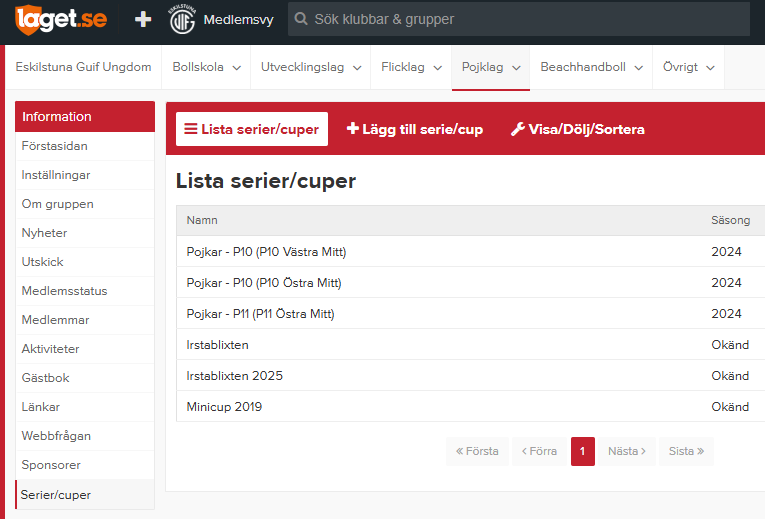 laget.se
ESKILSTUNA
GUIF
Medlemsvy
Sök klubbar & grupper
Eskilstuna Guif Ungdom Bollskola Utvecklingslag Flicklag Pojklag Beachhandboll Övrigt
Information
Förstasidan
Inställningar
Om gruppen
Nyheter
Utskick
Medlemsstatus
Medlemmar
Aktiviteter
Gästbok
Länkar
Webbfrågan
Sponsorer
Serier/cuper
Lista serier/cuper Lägg till serie/cup Visa/Dölj/Sortera
Lista serier/cuper
Namn Säsong
Pojkar - P10 (P10 Västra Mitt) 2024
Pojkar - P10 (P10 Östra Mitt) 2024
Pojkar - P11 (P11 Östra Mitt) 2024
Irstablixten Okänd
Irstablixten 2025 Okänd
Minicup 2019 Okänd
« Första ‹ Förra 1 Nästa › Sista »